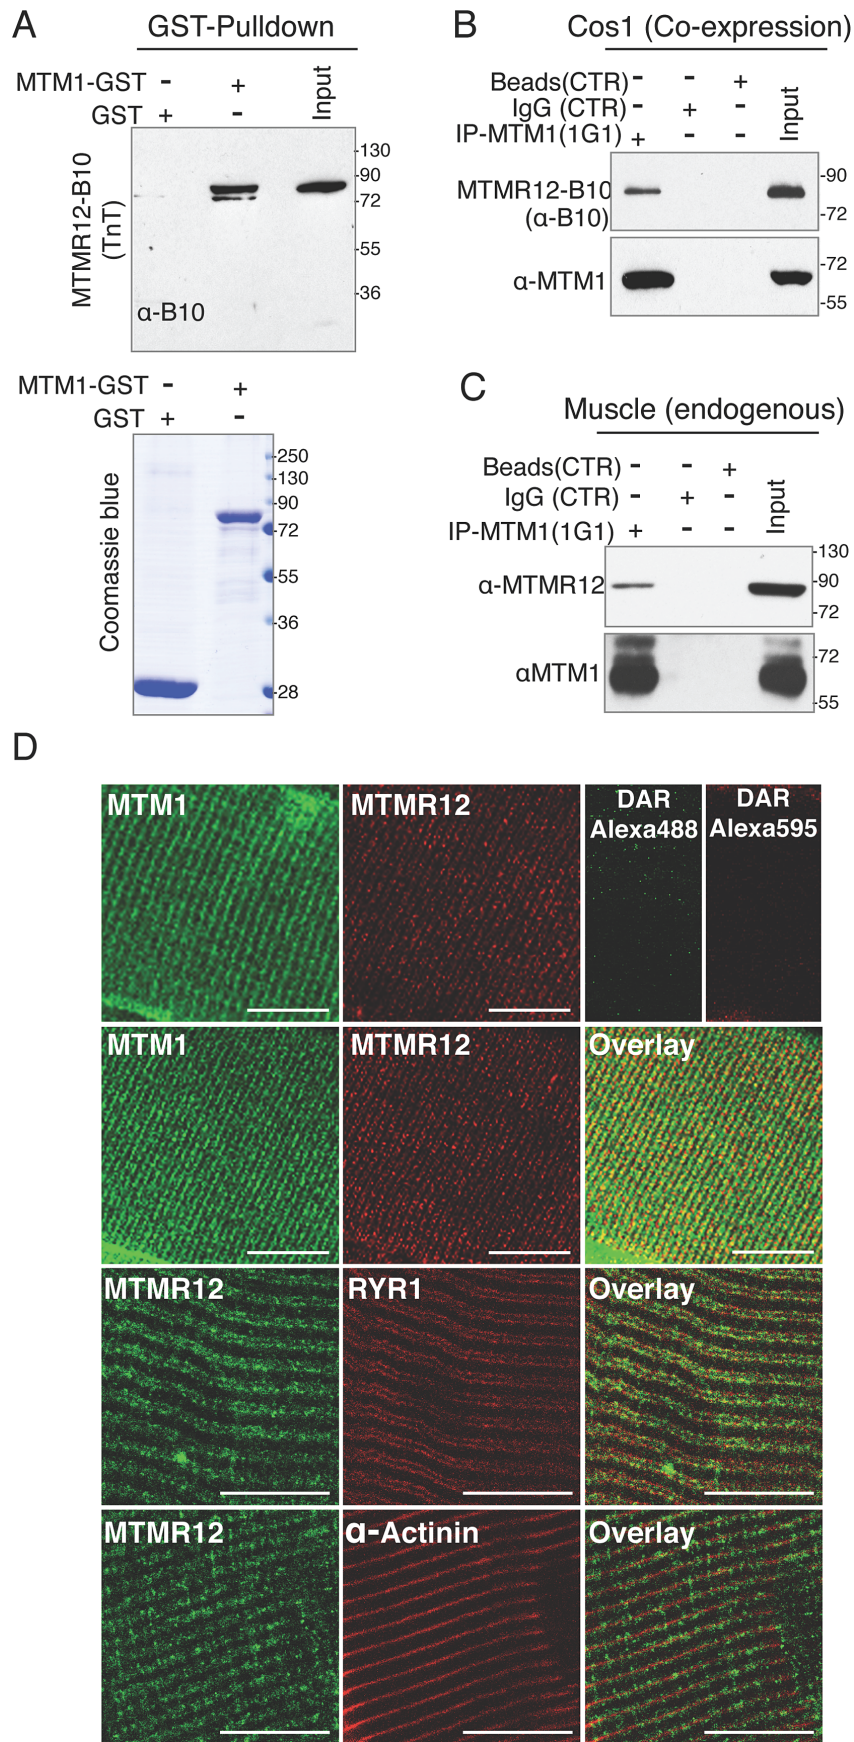 A
GST-Pulldown
MTM1-GST - +
GST + -
Input
MTMR12-B10
(TnT)
-130
-90
-72
-55
-36
α-B10
MTM1-GST - +
GST + -
Coomassie blue
-250
-130
-90
-72
-55
-36
-28
B
Cos1 (Co-expression)
Beads(CTR) - - +
IgG (CTR) - + -
IP-MTM1(1G1) + - -
Input
MTMR12-B10
(α-B10)
-90
-72
α-MTM1
-72
-55
C
Muscle (endogenous)
Beads(CTR) - - +
IgG (CTR) - + -
IP-MTM1(1G1) + - -
Input
α-MTMR12
-130
-90
-72
αMTM1
-72
-55
D
MTM1
MTMR12
DAR
Alexa488
DAR
Alexa595
MTM1
MTMR12
Overlay
MTMR12
RYR1
Overlay
MTMR12
α-Actinin
Overlay